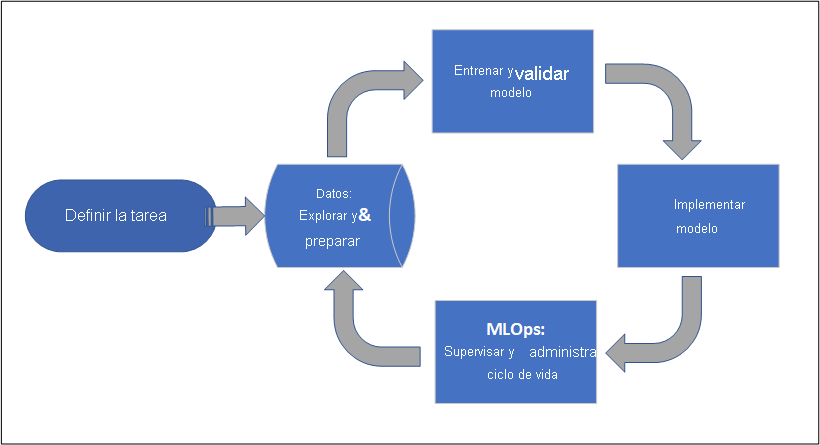 Entrenar y validar
modelo
Datos:
Explorar y &
preparar
Definir la tarea
Implementar
modelo
MLOps:
Supervisar y administra
ciclo de vida